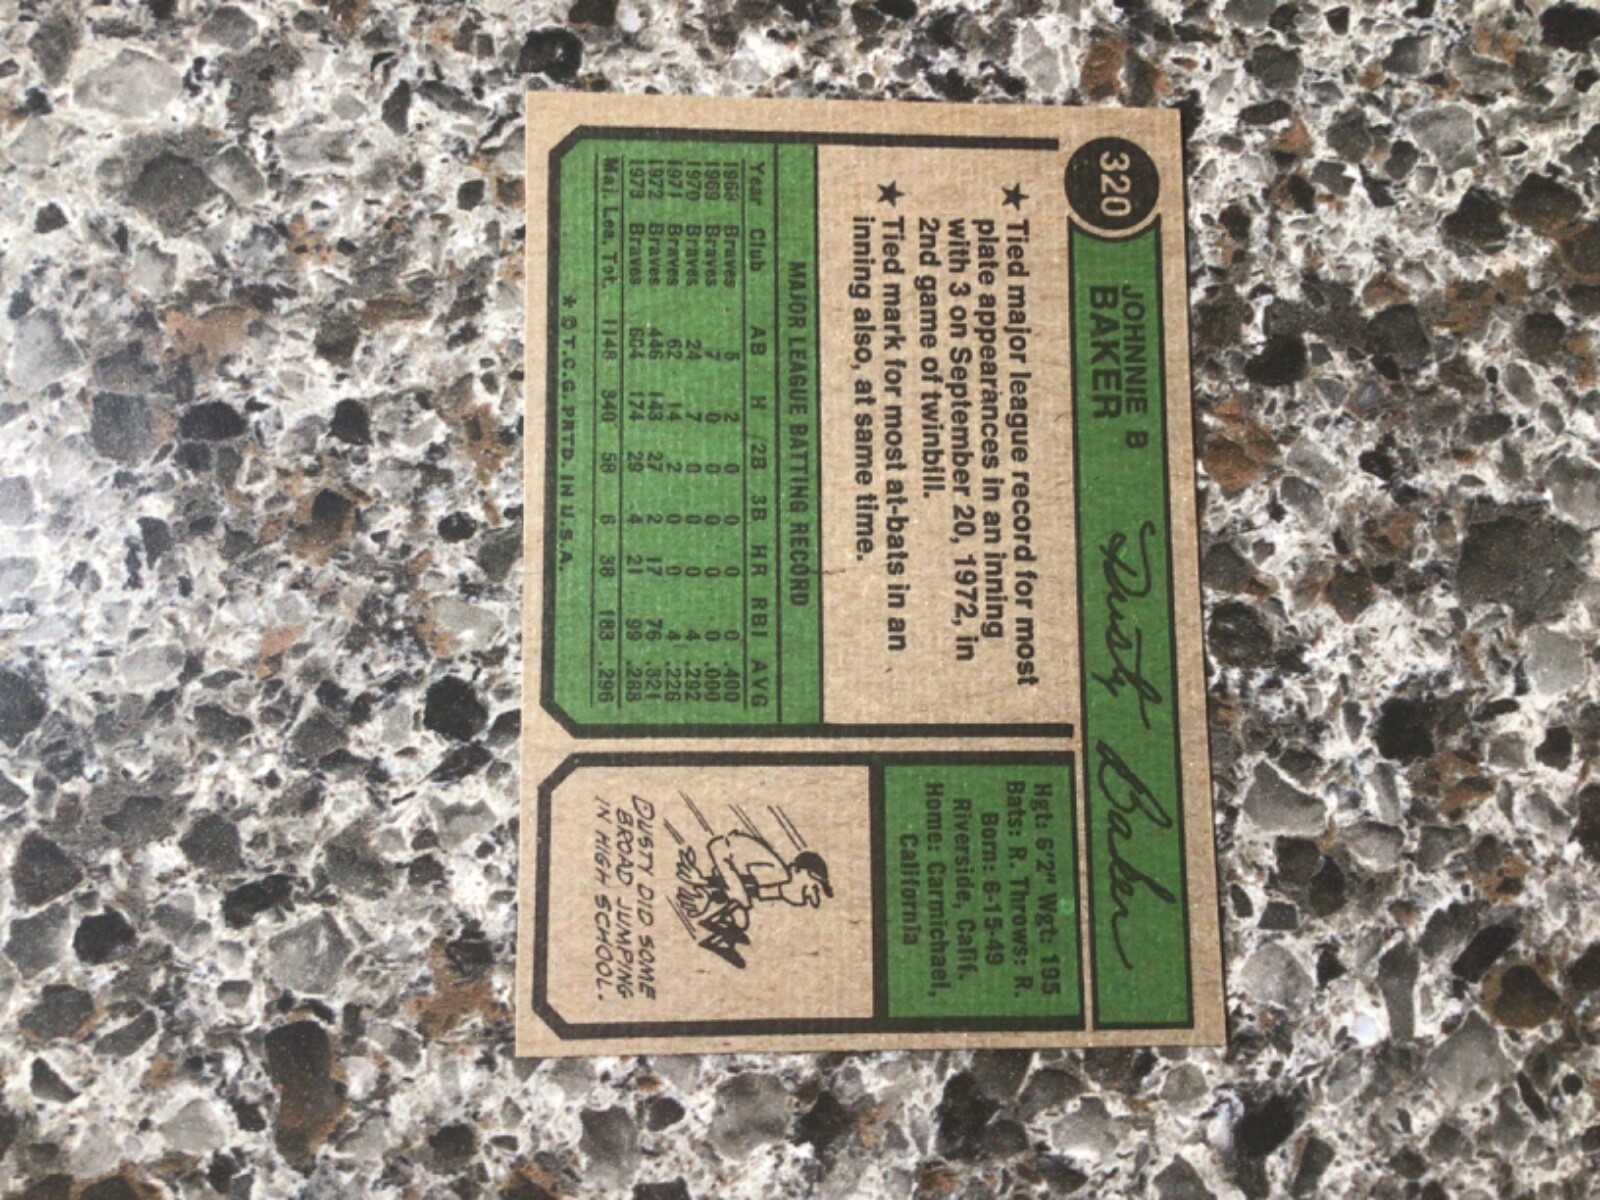 320
JOHNNIE B
BAKER
Dusty Baker
★ Tied major league record for most
plate appearances in an inning
with 3 on September 20, 1972, in
2nd game of twinbill.
★ Tied mark for most at-bats in an
inning also, at same time.
MAJOR LEAGUE BATTING RECORD
Year Club AB H 2B 3B HR RBI AVG
1968 Braves 5 2 0 0 0 0 .400
1969 Braves 7 0 0 0 0 0 .000
1970 Braves 24 7 0 0 0 4 .292
1971 Braves 62 14 2 0 0 4 .226
1972 Braves 446 143 27 2 17 76 .321
1973 Braves 604 174 29 4 21 99 .288
Maj. Lea. Tot. 1148 340 58 6 38 183 .296
* © T.C.G. PRTD. IN U.S.A.
Hgt: 6'2" Wgt: 195
Bats: R. Throws: R.
Born: 6-15-49
Riverside, Calif.
Home: Carmichael,
California
DUSTY DID SOME
BROAD JUMPING
IN HIGH SCHOOL.